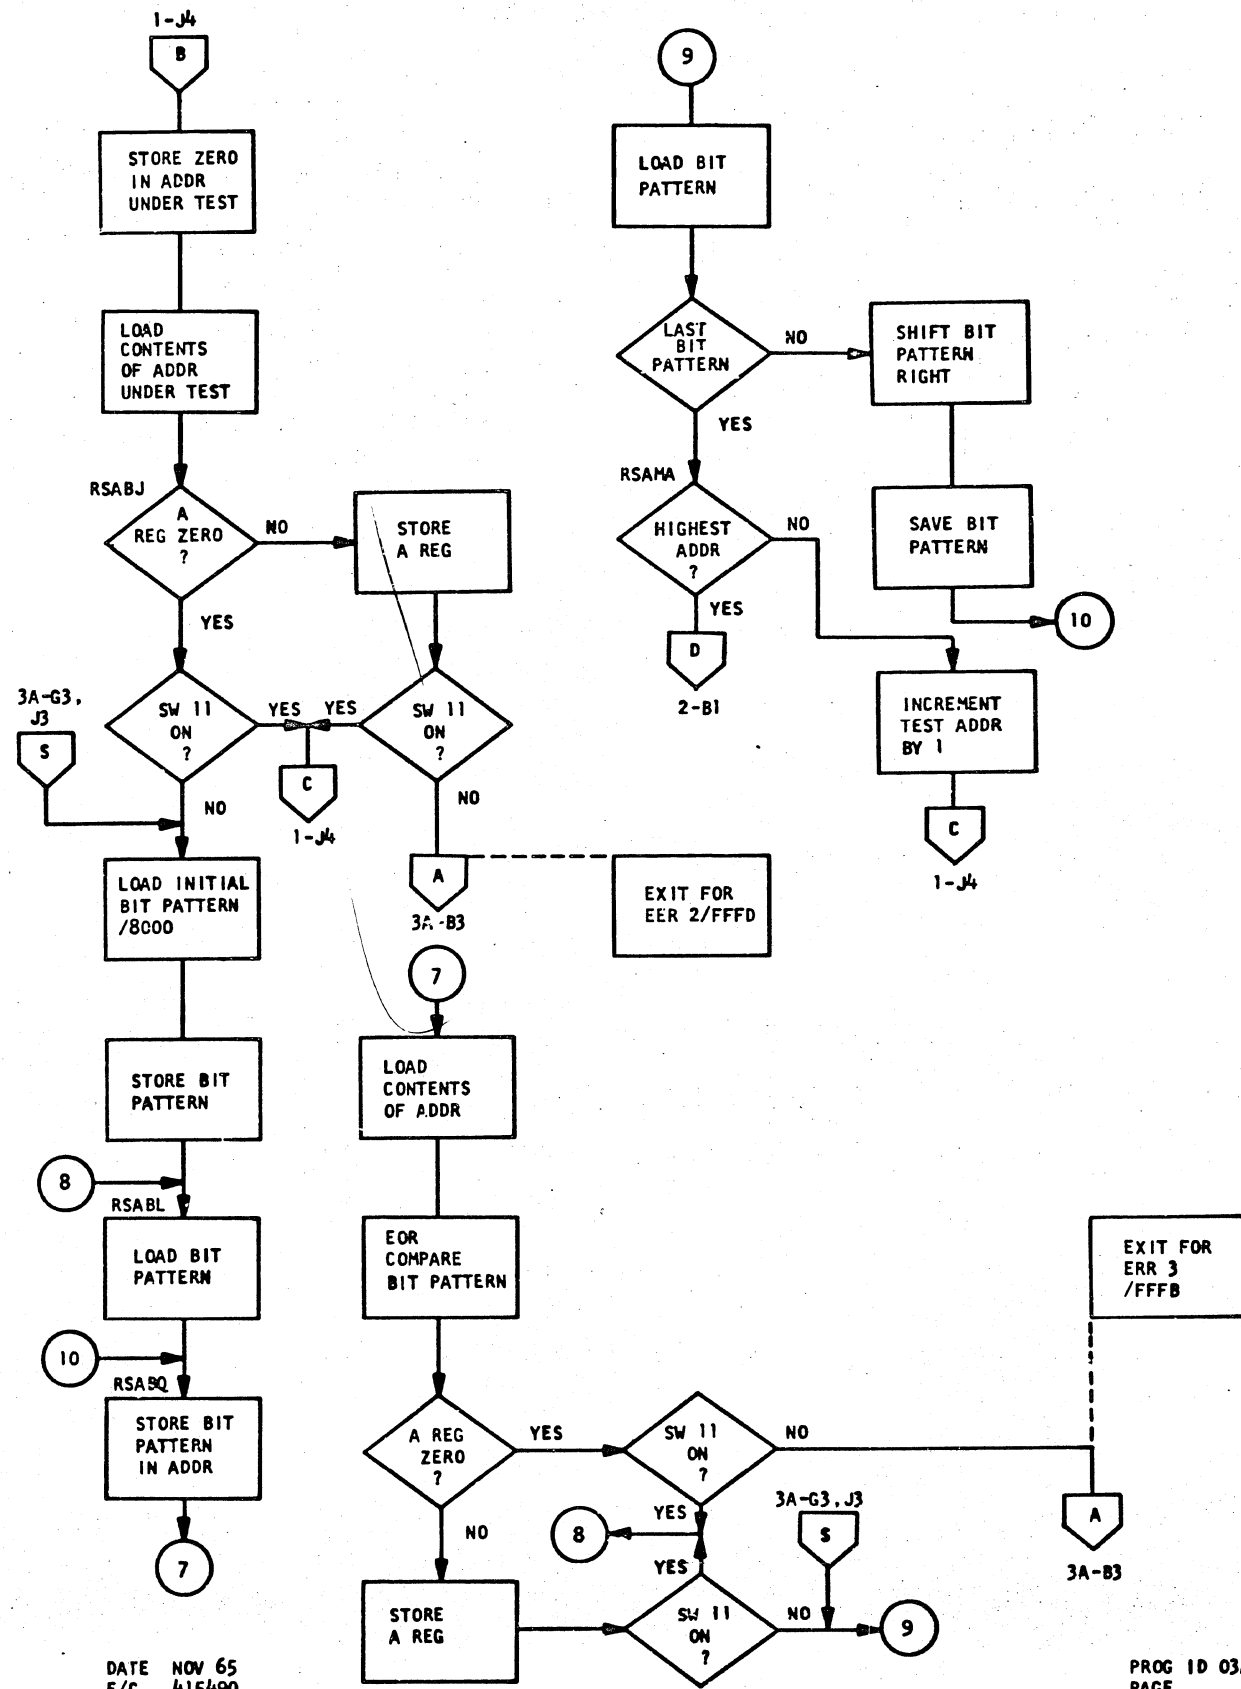 1-J4
B
STORE ZERO
IN ADDR
UNDER TEST
LOAD
CONTENTS
OF ADDR
UNDER TEST
RSABJ
A
REG ZERO
?
NO
STORE
A REG
YES
3A-G3,
J3
S
SW 11
ON
?
YES
YES
SW 11
ON
?
C
1-J4
NO
NO
LOAD INITIAL
BIT PATTERN
/8000
A
3A-B3
EXIT FOR
EER 2/FFFD
STORE BIT
PATTERN
8
RSABL
LOAD BIT
PATTERN
10
RSABQ
STORE BIT
PATTERN
IN ADDR
7
9
LOAD BIT
PATTERN
LAST
BIT
PATTERN
NO
SHIFT BIT
PATTERN
RIGHT
YES
RSAMA
HIGHEST
ADDR
?
NO
SAVE BIT
PATTERN
10
YES
D
2-B1
INCREMENT
TEST ADDR
BY 1
C
1-J4
7
LOAD
CONTENTS
OF ADDR
EOR
COMPARE
BIT PATTERN
A REG
ZERO
?
YES
SW 11
ON
?
NO
EXIT FOR
ERR 3
/FFFB
A
3A-B3
NO
YES
8
YES
3A-G3,J3
S
STORE
A REG
SW 11
ON
?
NO
9
DATE NOV 65
E/C 415490
PROG ID 03
PAGE